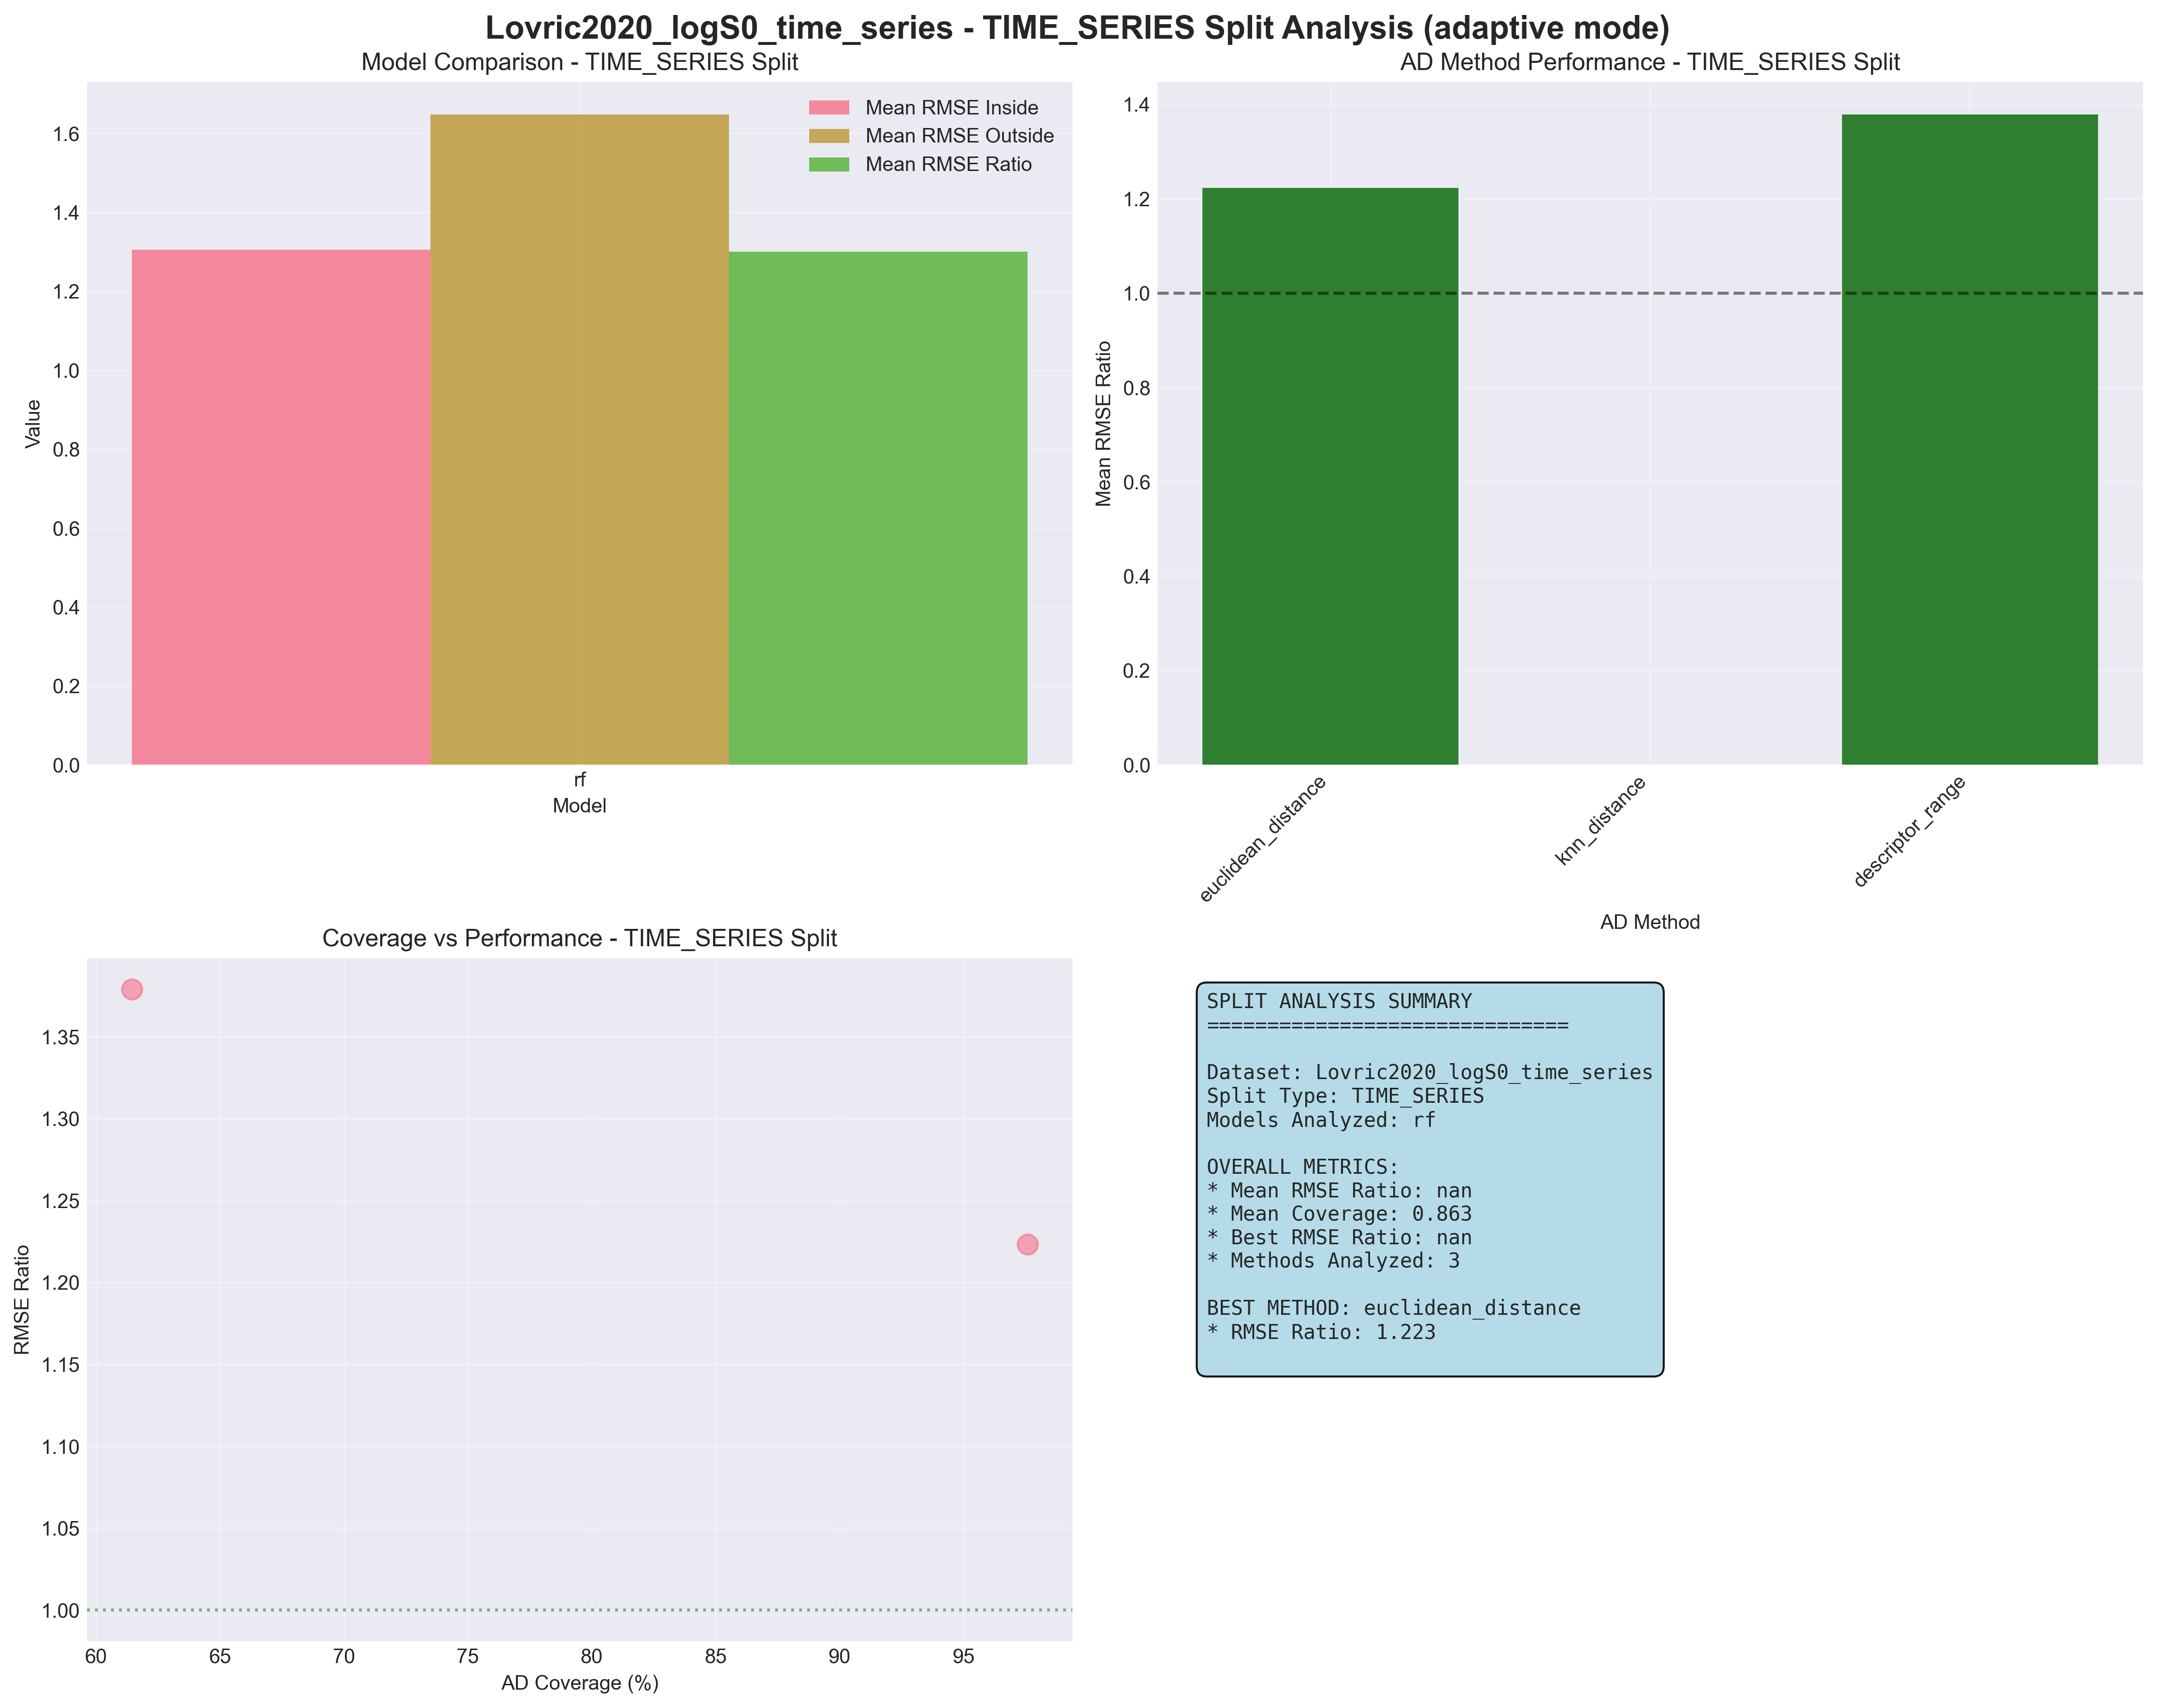 Lovric2020_logS0_time_series - TIME_SERIES Split Analysis (adaptive mode)
Model Comparison - TIME_SERIES Split
Mean RMSE Inside
Mean RMSE Outside
Mean RMSE Ratio
Value
1.6
1.4
1.2
1.0
0.8
0.6
0.4
0.2
0.0
rf
Model
AD Method Performance - TIME_SERIES Split
Mean RMSE Ratio
1.4
1.2
1.0
0.8
0.6
0.4
0.2
0.0
euclidean_distance
knn_distance
descriptor_range
AD Method
Coverage vs Performance - TIME_SERIES Split
RMSE Ratio
1.35
1.30
1.25
1.20
1.15
1.10
1.05
1.00
60
65
70
75
80
85
90
95
AD Coverage (%)
SPLIT ANALYSIS SUMMARY
==============================
Dataset: Lovric2020_logS0_time_series
Split Type: TIME_SERIES
Models Analyzed: rf
OVERALL METRICS:
* Mean RMSE Ratio: nan
* Mean Coverage: 0.863
* Best RMSE Ratio: nan
* Methods Analyzed: 3
BEST METHOD: euclidean_distance
* RMSE Ratio: 1.223